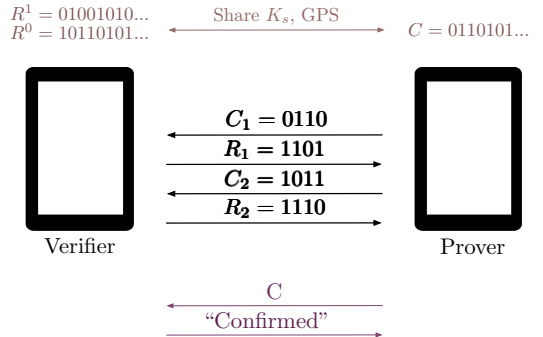 R¹ = 01001010...
R⁰ = 10110101...
Share Kₛ, GPS
C = 0110101...
C₁ = 0110
R₁ = 1101
C₂ = 1011
R₂ = 1110
Verifier
Prover
C
“Confirmed”